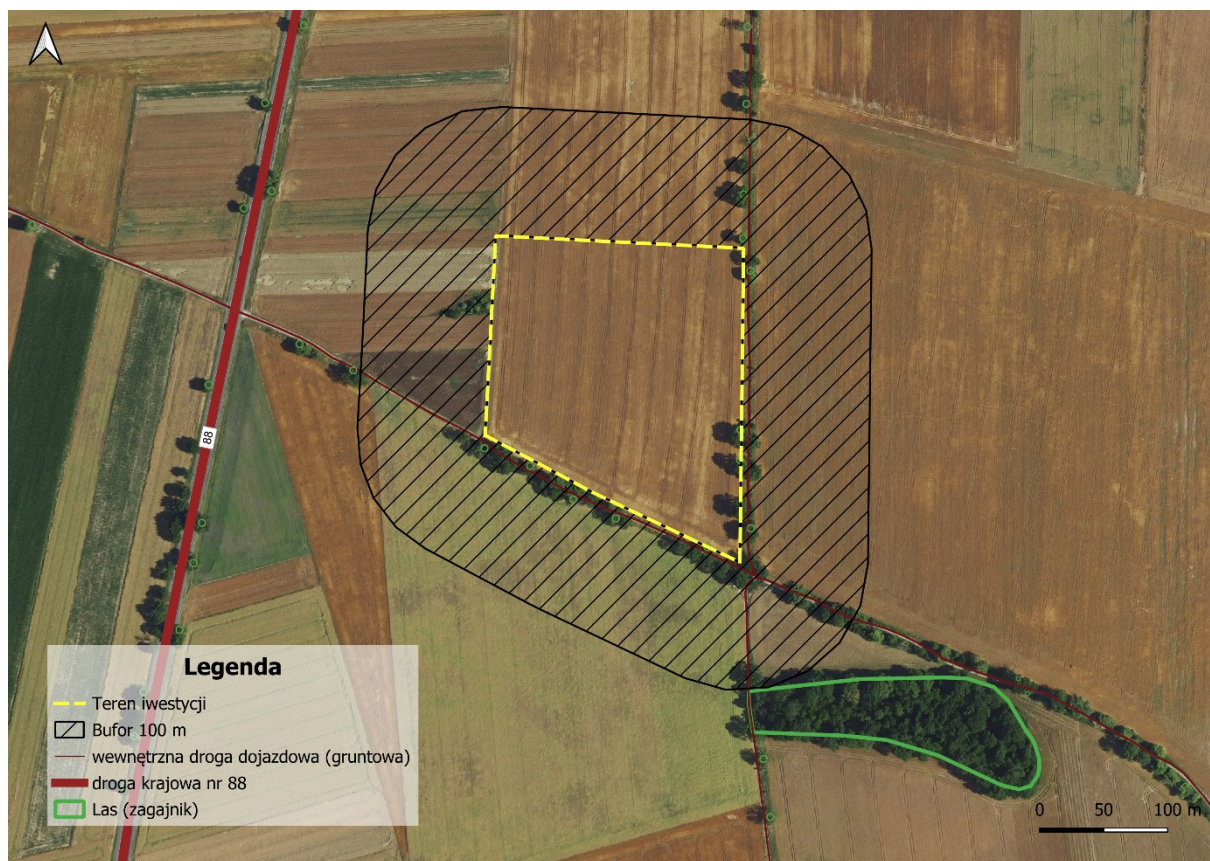 88
Legenda
Teren iwestycji
Bufor 100 m
wewnętrzna droga dojazdowa (gruntowa)
droga krajowa nr 88
Las (zagajnik)
0 50 100 m